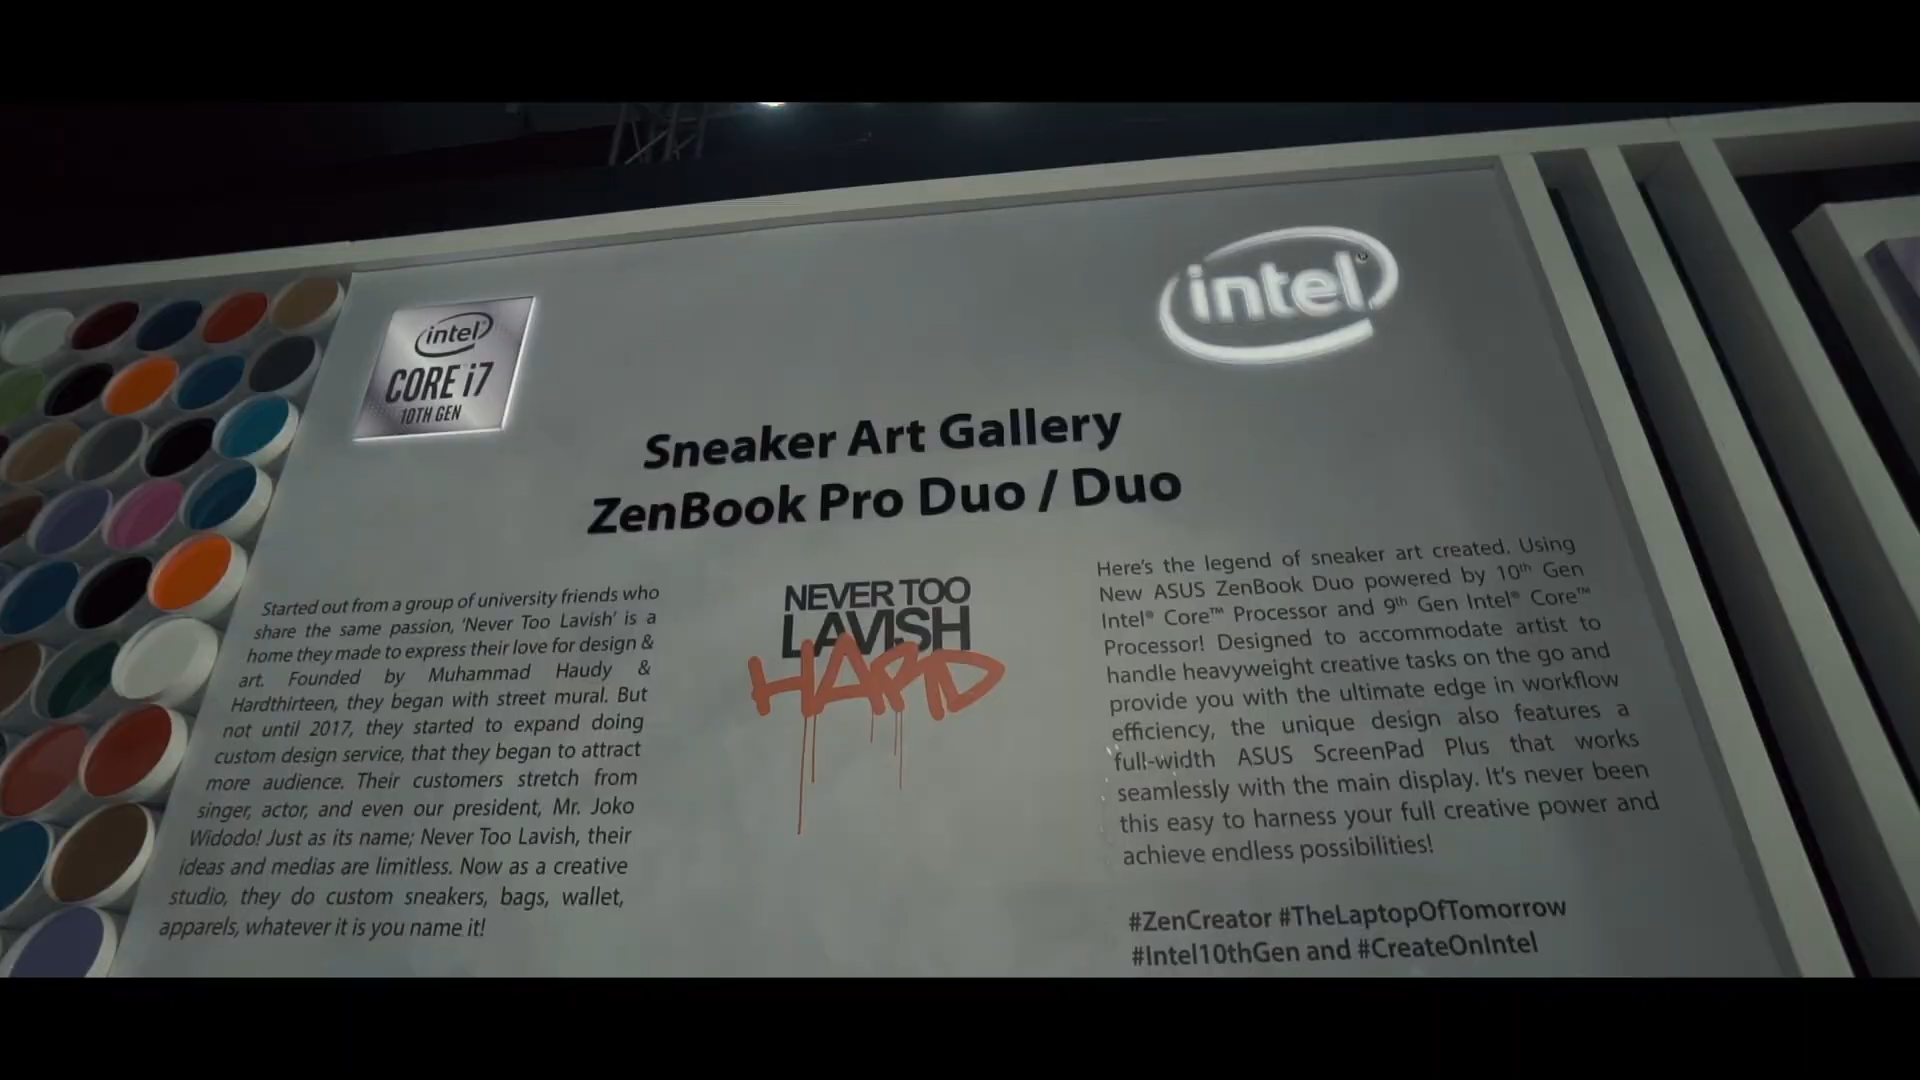 intel®
CORE i7
10TH GEN
intel®
Sneaker Art Gallery
ZenBook Pro Duo / Duo
Started out from a group of university friends who
share the same passion, 'Never Too Lavish' is a
home they made to express their love for design &
art. Founded by Muhammad Haudy &
Hardthirteen, they began with street mural. But
not until 2017, they started to expand doing
custom design service, that they began to attract
more audience. Their customers stretch from
singer, actor, and even our president, Mr. Joko
Widodo! Just as its name; Never Too Lavish, their
ideas and medias are limitless. Now as a creative
studio, they do custom sneakers, bags, wallet,
apparels, whatever it is you name it!
NEVER TOO
LAVISH
HARD
Here's the legend of sneaker art created. Using
New ASUS ZenBook Duo powered by 10th Gen
Intel® Core™ Processor and 9th Gen Intel® Core™
Processor! Designed to accommodate artist to
handle heavyweight creative tasks on the go and
provide you with the ultimate edge in workflow
efficiency, the unique design also features a
full-width ASUS ScreenPad Plus that works
seamlessly with the main display. It's never been
this easy to harness your full creative power and
achieve endless possibilities!
#ZenCreator #TheLaptopOfTomorrow
#Intel10thGen and #CreateOnIntel